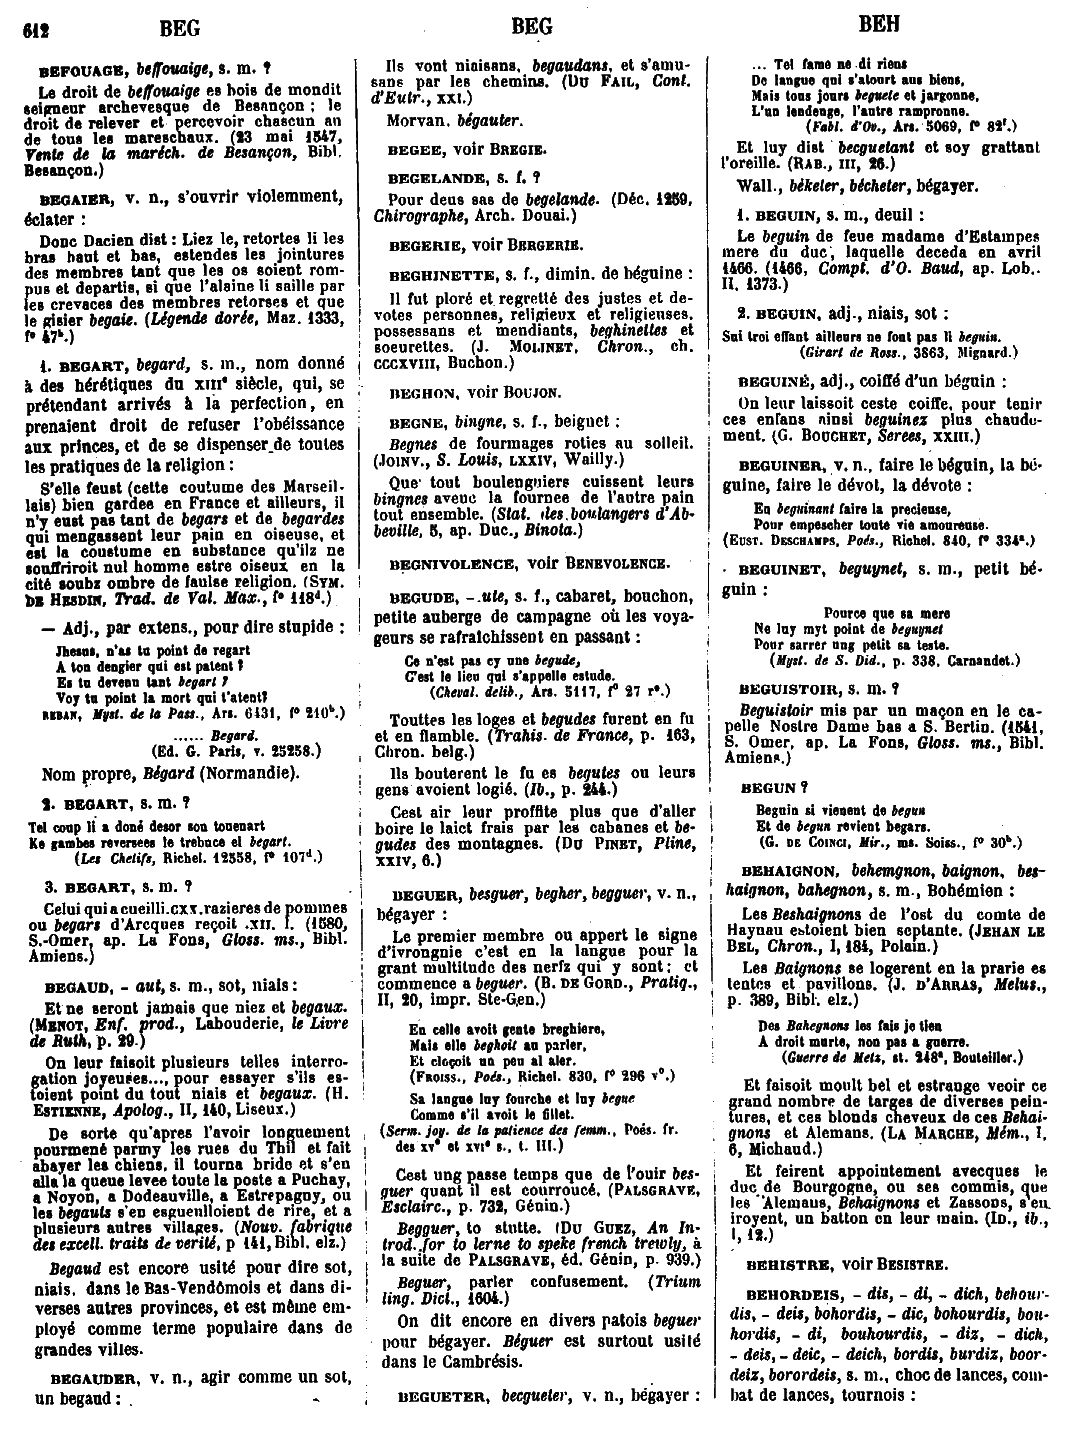 612 BEG BEG BEH
BEFOUAGE, beffouaige, s. m. ?
Le droit de beffouaige es bois de mondit
seigneur archevesque de Besançon ; le
droit de relever et percevoir chascun an
de tous les mareschaux. (23 mai 1547,
Vente de la maréch. de Besançon, Bibl.
Besançon.)
BEGAIER, v. n., s'ouvrir violemment,
éclater :
Donc Dacien dist : Liez le, retortes li les
bras haut et bas, estendes les jointures
des membres tant que les os soient rom-
pus et departis, si que l'alaine li saille par
les crevaces des membres retorses et que
le gisier begaie. (Légende dorée, Maz. 1333,
f° 47ᵇ.)
1. BEGART, begard, s. m., nom donné
à des hérétiques du XIIIᵉ siècle, qui, se
prétendant arrivés à la perfection, en
prenaient droit de refuser l'obéissance
aux princes, et de se dispenser de toutes
les pratiques de la religion :
S'elle feust (cette coutume des Marseil-
lais) bien gardee en France et ailleurs, il
n'y eust pas tant de begars et de begardes
qui mengassent leur pain en oiseuse, et
est la coustume en substance qu'ilz ne
souffriroit nul homme estre oiseux en la
cité soubz ombre de faulse religion. (SYM.
DE HESDIN, Trad. de Val. Max., f° 118ᵈ.)
— Adj., par extens., pour dire stupide :
Jhesus, n'as tu point de regart
A ton dengier qui est patent ?
Es tu devenu tant begart ?
Voy tu point la mort qui t'atent?
REBAN, Myst. de la Pass., Ars. 6431, f° 210ᵇ.)
...... Begard.
(Ed. G. Paris, v. 25258.)
Nom propre, Bégard (Normandie).
2. BEGART, s. m. ?
Tel coup li a doné desor son touenart
Ke gambes reversees le trebuce el begart.
(Les Chetifs, Richel. 12558, f° 107ᵈ.)
3. BEGART, s. m. ?
Celui qui a cueilli .CXX. razieres de pommes
ou begars d'Arcques reçoit .XII. l. (1580,
S.-Omer, ap. La Fons, Gloss. ms., Bibl.
Amiens.)
BEGAUD, - aut, s. m., sot, niais :
Et ne seront jamais que niez et begaux.
(MENOT, Enf. prod., Labouderie, le Livre
de Ruth, p. 29.)
On leur faisoit plusieurs telles interro-
gation joyeuses..., pour essayer s'ils es-
toient point du tout niais et begaux. (H.
ESTIENNE, Apolog., II, 140, Liseux.)
De sorte qu'apres l'avoir longuement
pourmené parmy les rues du Thil et fait
abayer les chiens, il tourna bride et s'en
alla la queue levee toute la poste a Puchay,
a Noyon, a Dodeauville, a Estrepagny, ou
les begauts s'en esgueulloient de rire, et a
plusieurs autres villages. (Nouv. fabrique
des excell. traits de verité, p 141, Bibl. elz.)
Begaud est encore usité pour dire sot,
niais, dans le Bas-Vendômois et dans di-
verses autres provinces, et est même em-
ployé comme terme populaire dans de
grandes villes.
BEGAUDER, v. n., agir comme un sot,
un begaud :
Ils vont niaisans, begaudans, et s'amu-
sans par les chemins. (DU FAIL, Cont.
d'Eutr., XXI.)
Morvan, bégauter.
BEGEE, voir BREGIE.
BEGELANDE, s. f. ?
Pour deus sas de begelande. (Déc. 1259,
Chirographe, Arch. Douai.)
BEGERIE, voir BERGERIE.
BEGHINETTE, s. f., dimin. de béguine :
Il fut ploré et regretté des justes et de-
votes personnes, religieux et religieuses,
possessans et mendiants, beghinettes et
soeurettes. (J. MOLINET, Chron., ch.
CCCXVIII, Buchon.)
BEGHON, voir BOUJON.
BEGNE, bingne, s. f., beignet :
Begnes de fourmages roties au solleil.
(JOINV., S. Louis, LXXIV, Wailly.)
Que tout boulenguiers cuissent leurs
bingnes aveuc la fournee de l'autre pain
tout ensemble. (Stat. des boulangers d'Ab-
beville, 5, ap. Duc., Binota.)
BEGNIVOLENCE, voir BENEVOLENCE.
BEGUDE, - ute, s. f., cabaret, bouchon,
petite auberge de campagne où les voya-
geurs se rafraîchissent en passant :
Ce n'est pas cy une begude,
C'est le lieu qui s'appelle estude.
(Cheval. delib., Ars. 5117, f° 27 r°.)
Touttes les loges et begudes furent en fu
et en flamble. (Trahis. de France, p. 163,
Chron. belg.)
Ils bouterent le fu es begutes ou leurs
gens avoient logié. (Ib., p. 244.)
Cest air leur proffite plus que d'aller
boire le laict frais par les cabanes et be-
gudes des montagnes. (DU PINET, Pline,
XXIV, 6.)
BEGUER, besguer, begher, begguer, v. n.,
bégayer :
Le premier membre ou appert le signe
d'ivrongnie c'est en la langue pour la
grant multitude des nerfz qui y sont ; et
commence a beguer. (B. DE GORD., Pratiq.,
II, 20, impr. Ste-Gen.)
En celle avoit gente breghiere,
Mais elle beghoit au parler,
Et cloçoit un peu al aler.
(FROISS., Poés., Richel. 830, f° 296 v°.)
Sa langue luy fourche et luy begue
Comme s'il avoit le fillet.
(Serm. joy. de la patience des femm., Poés. fr.
des XVᵉ et XVIᵉ s., t. III.)
Cest ung passe temps que de l'ouir bes-
guer quant il est courroucé. (PALSGRAVE,
Esclairc., p. 732, Génin.)
Begguer, to stutte. (DU GUEZ, An In-
trod. for to lerne to speke french trewly, à
la suite de PALSGRAVE, éd. Génin, p. 939.)
Beguer, parler confusement. (Trium
ling. Dict., 1604.)
On dit encore en divers patois beguer
pour bégayer. Béguer est surtout usité
dans le Cambrésis.
BEGUETER, becgueter, v. n., bégayer :
... Tel fame ne di riens
De langue qui s'atourt aus biens,
Mais tous jours beguete et jargonne,
L'un lendenge, l'autre rampronne.
(Fabl. d'Ov., Ars. 5069, f° 82ᶠ.)
Et luy dist becguetant et soy grattant
l'oreille. (RAB., III, 26.)
Wall., békeler, bécheter, bégayer.
1. BEGUIN, s. m., deuil :
Le beguin de feue madame d'Estampes
mere du duc, laquelle deceda en avril
1466. (1466, Compt. d'O. Baud, ap. Lob.,
II, 1373.)
2. BEGUIN, adj., niais, sot :
Sui troi effant ailleurs ne font pas li beguin.
(Girart de Ross., 3863, Mignard.)
BEGUINÉ, adj., coiffé d'un béguin :
On leur laissoit ceste coiffe, pour tenir
ces enfans ainsi beguinez plus chaude-
ment. (G. BOUCHET, Serees, XXIII.)
BEGUINER, v. n., faire le béguin, la bé-
guine, faire le dévot, la dévote :
En beguinant faire la precieuse,
Pour empescher toute vie amoureuse.
(EUST. DESCHAMPS, Poés., Richel. 840, f° 334ᵃ.)
BEGUINET, beguynet, s. m., petit bé-
guin :
Pource que sa mere
Ne luy myt point de beguynet
Pour sarrer ung petit sa teste.
(Myst. de S. Did., p. 338, Carnandet.)
BEGUISTOIR, s. m. ?
Beguistoir mis par un maçon en le ca-
pelle Nostre Dame bas a S. Bertin. (1541,
S. Omer, ap. La Fons, Gloss. ms., Bibl.
Amiens.)
BEGUN ?
Beguin si vienent de begun
Et de begun revient begars.
(G. DE COINCI, Mir., ms. Soiss., f° 30ᵇ.)
BEHAIGNON, behemgnon, baignon, bes-
haignon, bahegnon, s. m., Bohémien :
Les Beshaignons de l'ost du comte de
Haynau estoient bien septante. (JEHAN LE
BEL, Chron., I, 184, Polain.)
Les Baignons se logerent en la prarie es
tentes et pavillons. (J. D'ARRAS, Melus.,
p. 389, Bibl. elz.)
Des Bahegnons les fais je tien
A droit murte, non pas a guerre.
(Guerre de Metz, st. 248ᵃ, Bouteiller.)
Et faisoit moult bel et estrange veoir ce
grand nombre de targes de diverses pein-
tures, et ces blonds cheveux de ces Behai-
gnons et Alemans. (LA MARCHE, Mém., I,
6, Michaud.)
Et feirent appointement avecques le
duc de Bourgogne, ou ses commis, que
les Alemaus, Behaignons et Zassons, s'en
iroyent, un batton en leur main. (ID., ib.,
I, 12.)
BEHISTRE, voir BESISTRE.
BEHORDEIS, - dis, - di, - dich, behour-
dis, - deis, bohordis, - dic, bohourdis, bou-
hordis, - di, bouhourdis, - diz, - dich,
- deis, - deic, - deich, bordis, burdiz, boor-
deiz, borordeis, s. m., choc de lances, com-
bat de lances, tournois :